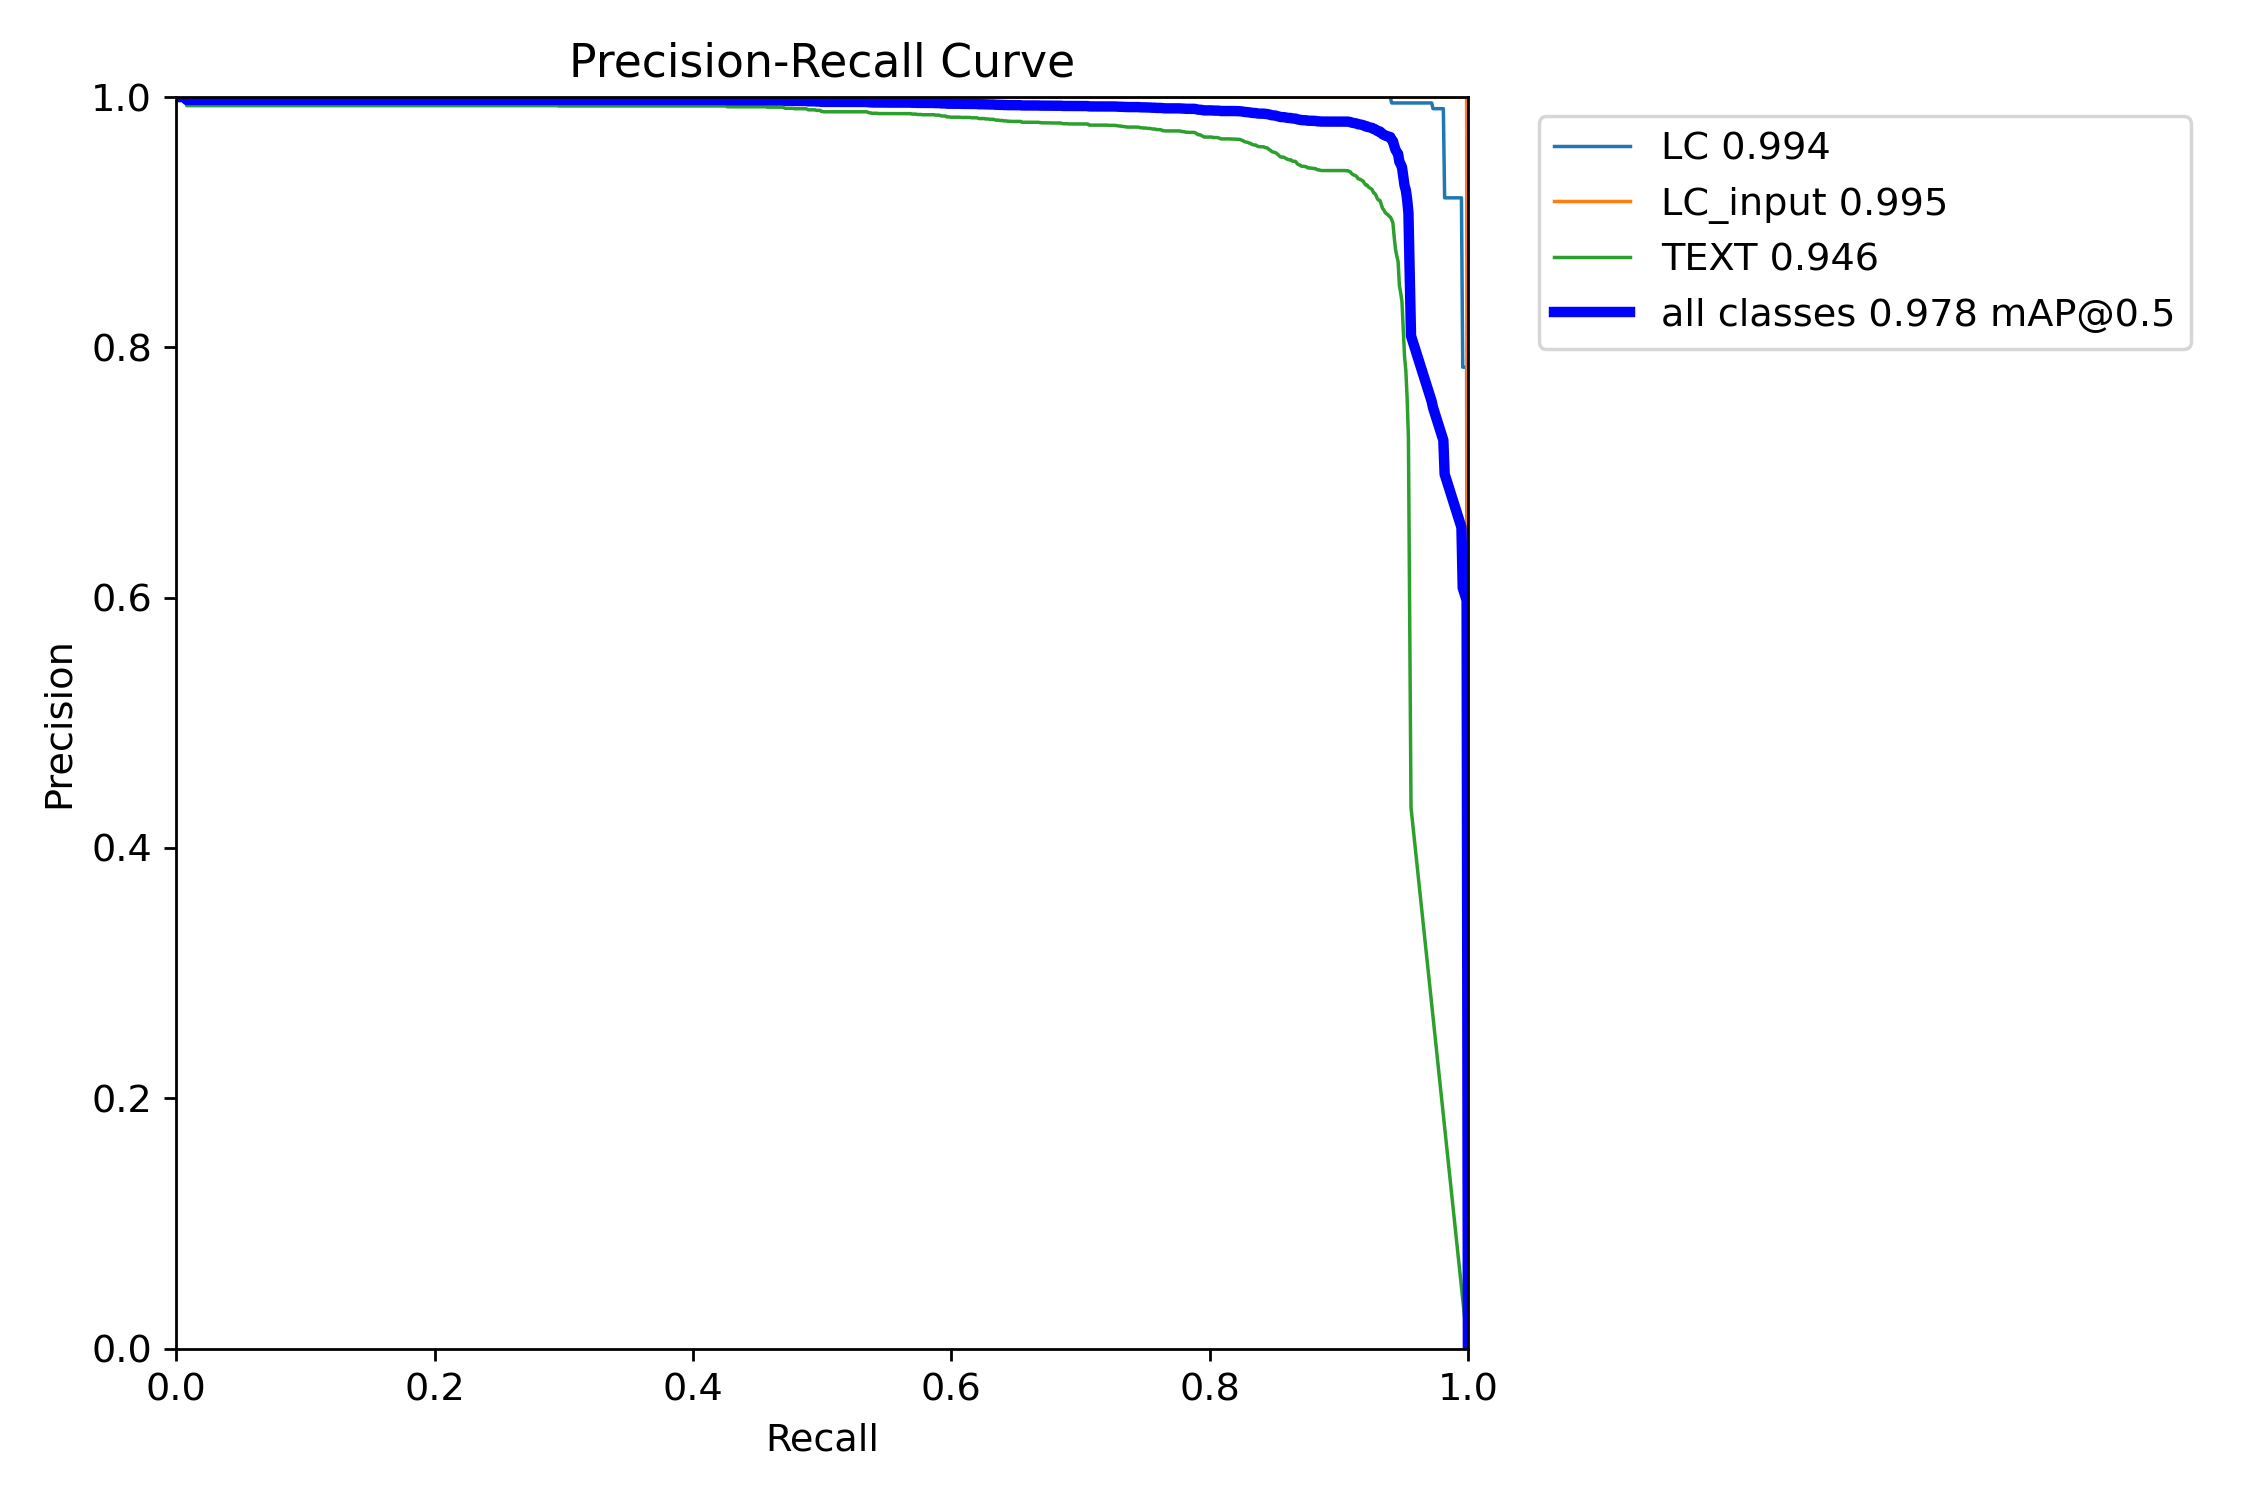 Precision-Recall Curve
1.0
0.8
0.6
0.4
0.2
0.0
Precision
0.0 0.2 0.4 0.6 0.8 1.0
Recall
LC 0.994
LC_input 0.995
TEXT 0.946
all classes 0.978 mAP@0.5